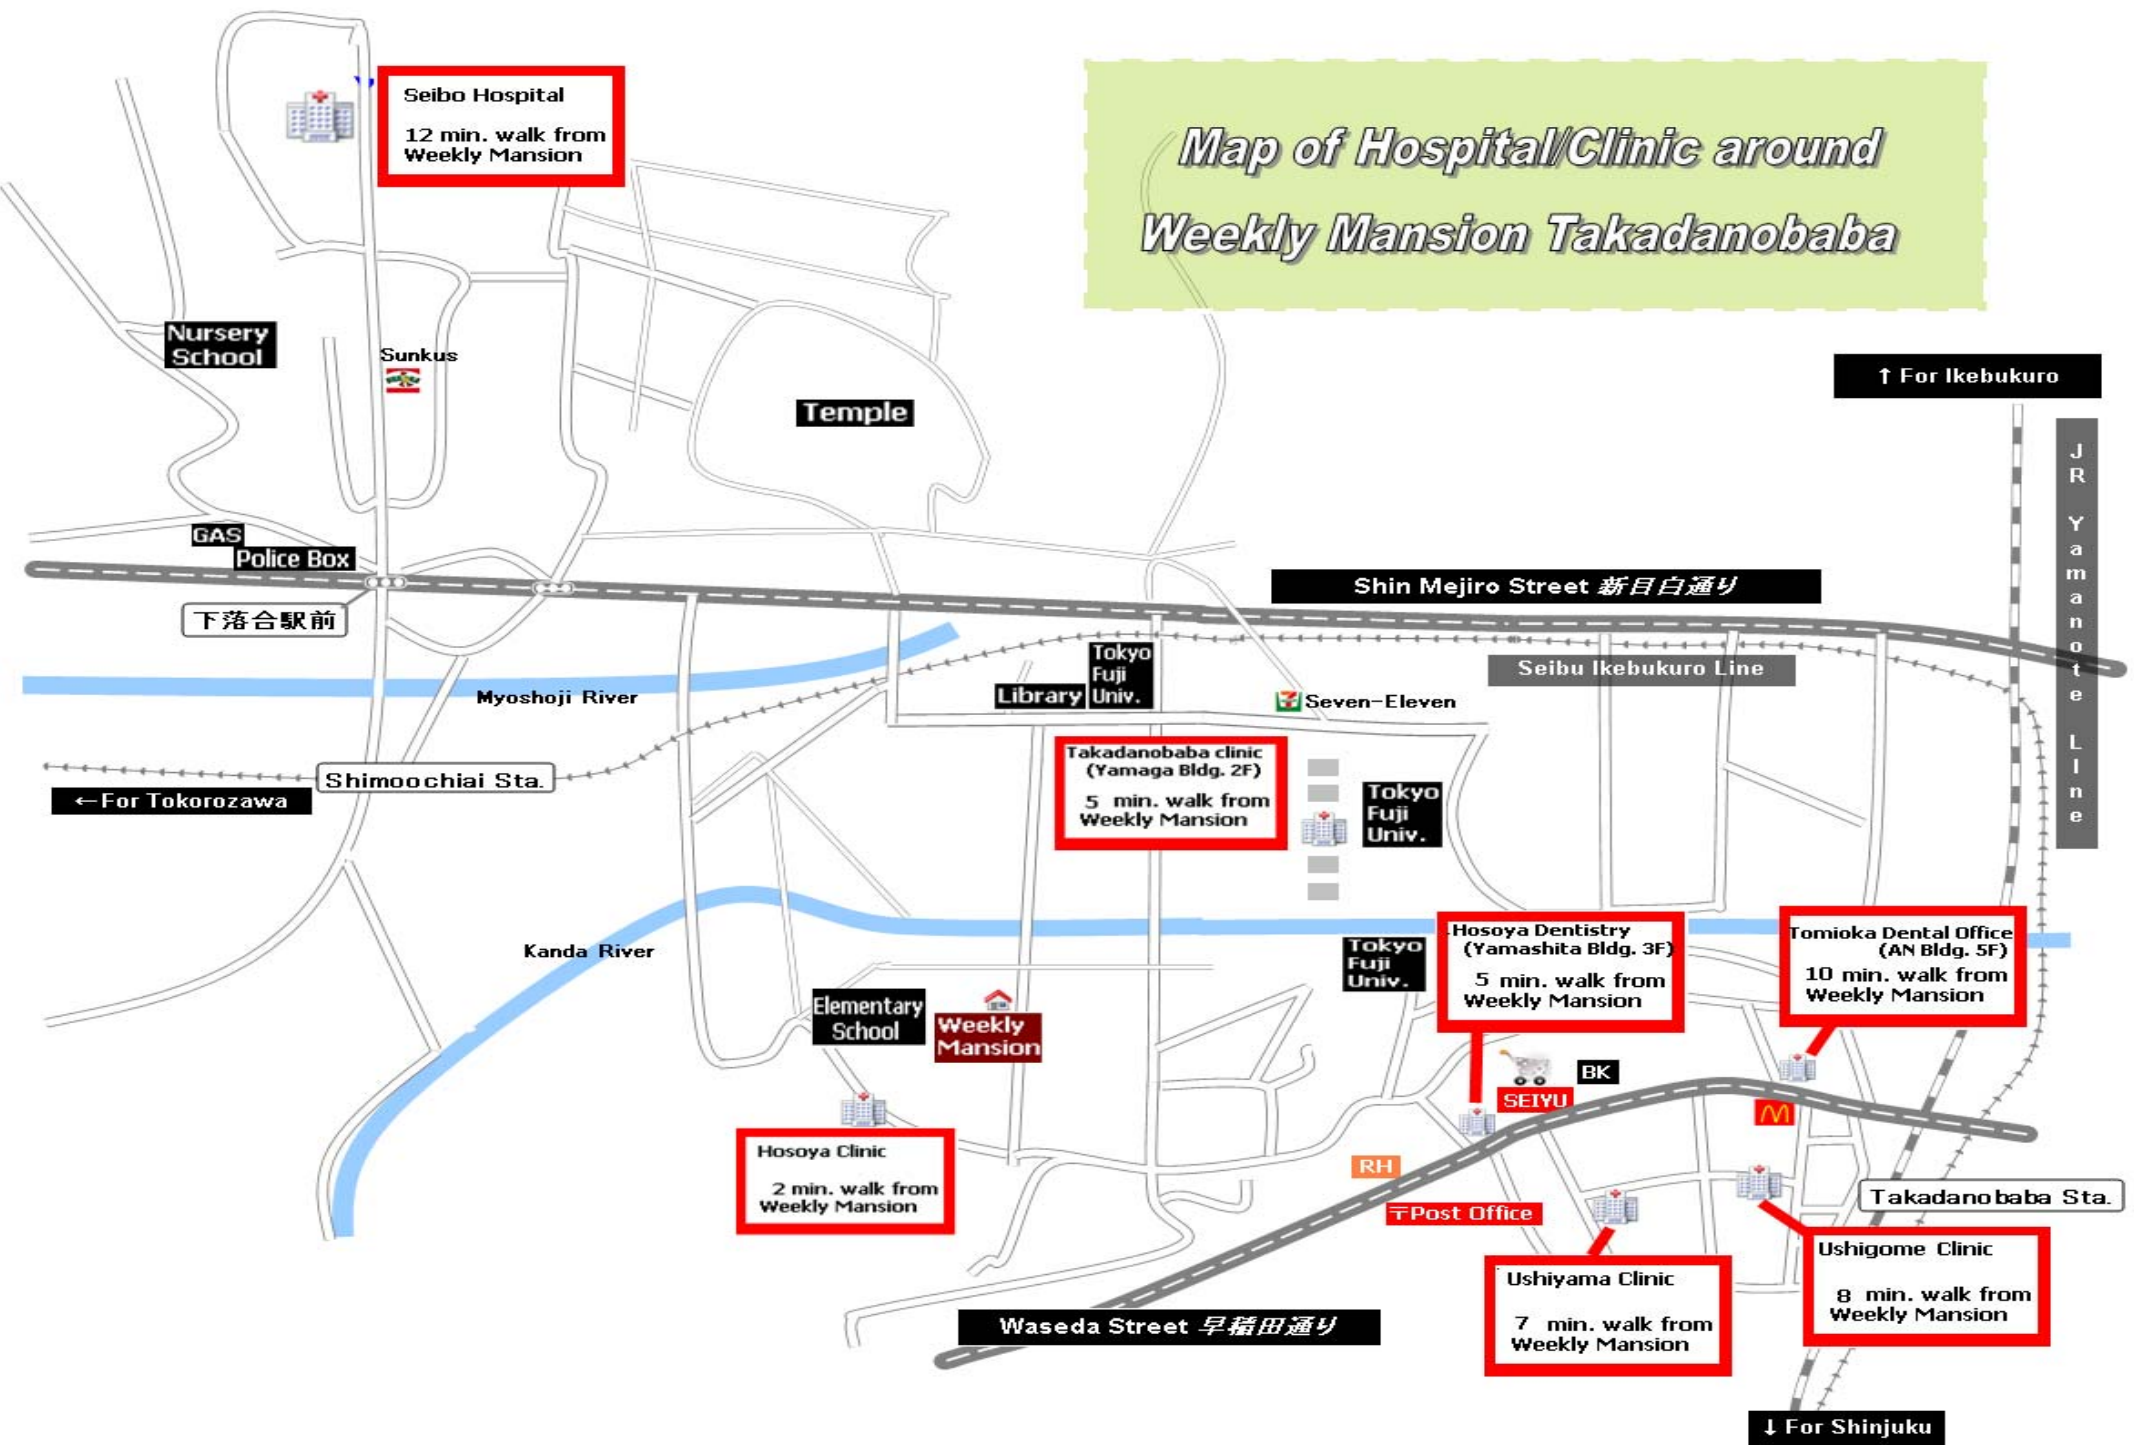 Map of Hospital/Clinic around
Weekly Mansion Takadanobaba
Seibo Hospital
12 min. walk from
Weekly Mansion
Nursery
School
Sunkus
Temple
↑ For Ikebukuro
JR Yamanote LIne
GAS
Police Box
下落合駅前
Shin Mejiro Street 新目白通り
Seibu Ikebukuro Line
Myoshoji River
Library
Tokyo
Fuji
Univ.
7
Seven-Eleven
Shimoochiai Sta.
←For Tokorozawa
Takadanobaba clinic
(Yamaga Bldg. 2F)
5 min. walk from
Weekly Mansion
Tokyo
Fuji
Univ.
Kanda River
Tokyo
Fuji
Univ.
Hosoya Dentistry
(Yamashita Bldg. 3F)
5 min. walk from
Weekly Mansion
Tomioka Dental Office
(AN Bldg. 5F)
10 min. walk from
Weekly Mansion
Elementary
School
Weekly
Mansion
BK
SEIYU
M
Hosoya Clinic
2 min. walk from
Weekly Mansion
RH
〒Post Office
Takadanobaba Sta.
Ushigome Clinic
8 min. walk from
Weekly Mansion
Ushiyama Clinic
7 min. walk from
Weekly Mansion
Waseda Street 早稲田通り
↓ For Shinjuku